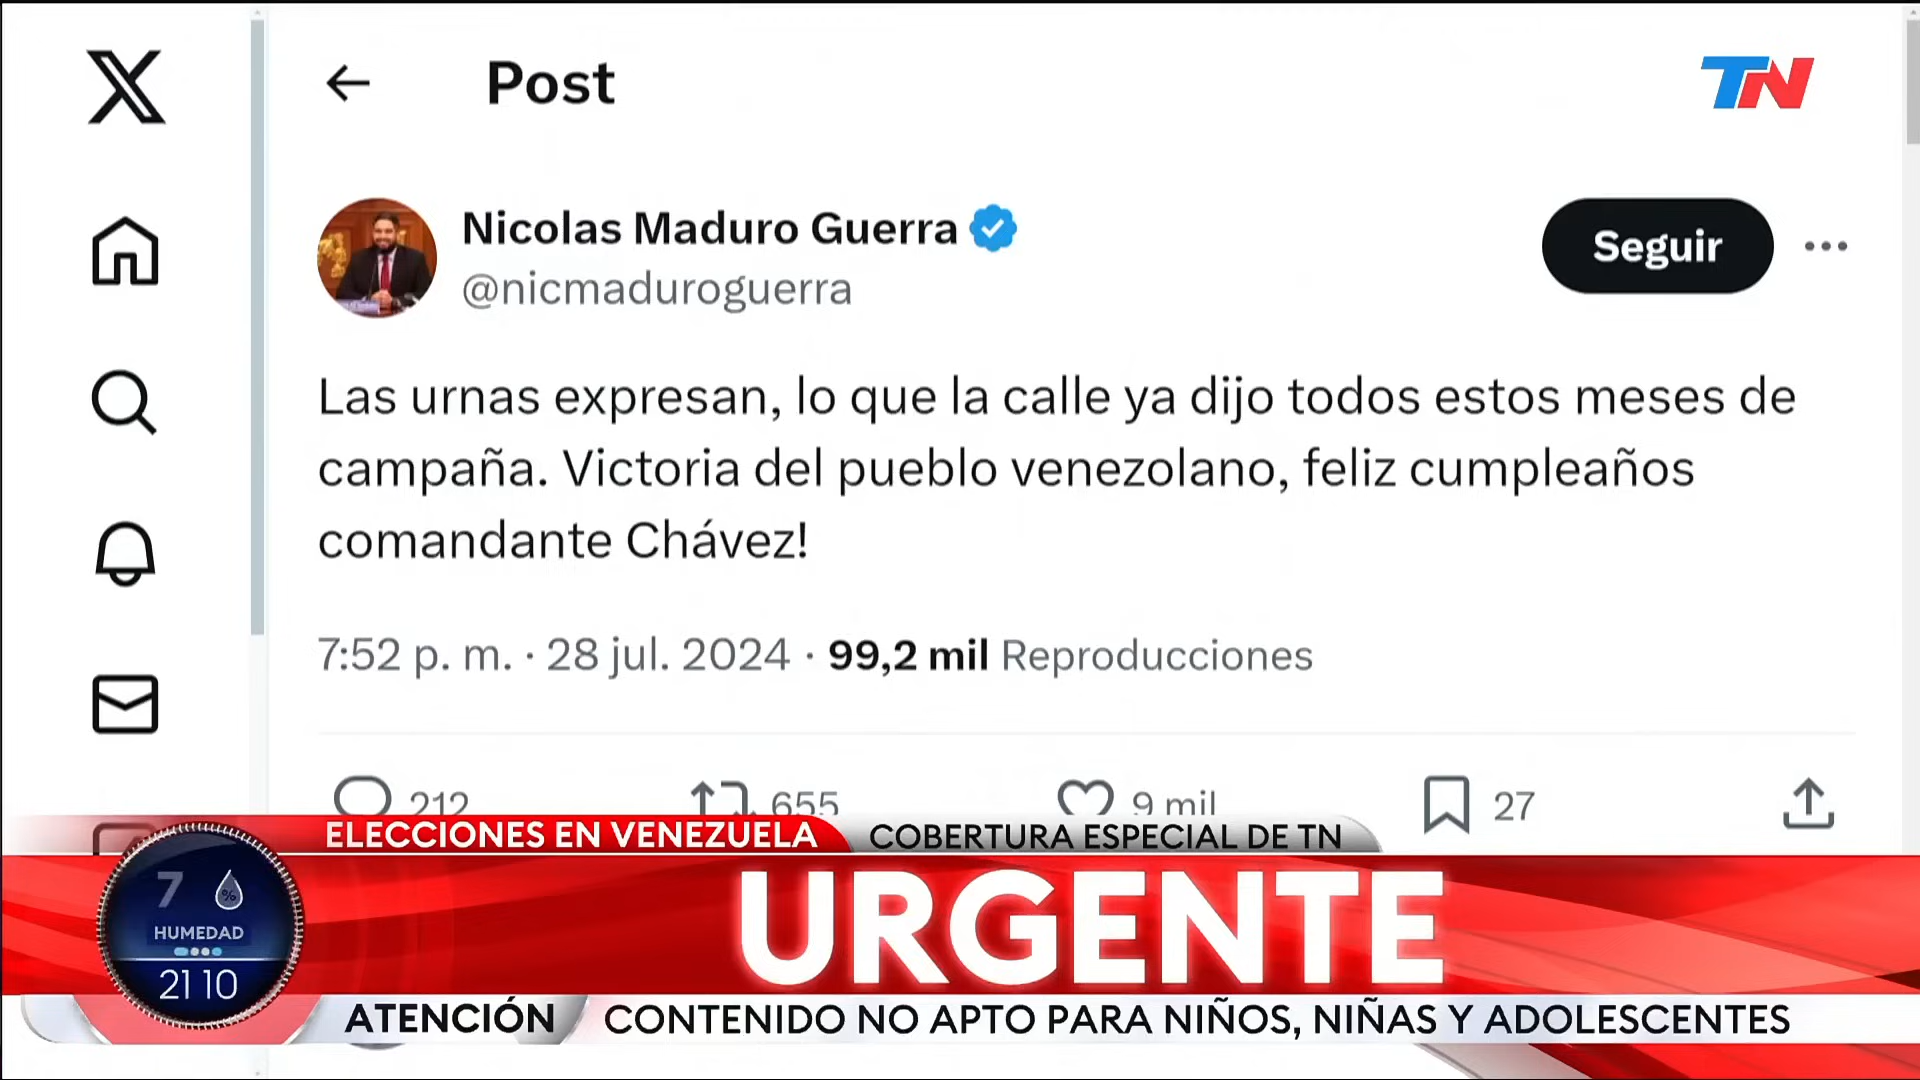 X
Post
TN
Nicolas Maduro Guerra
@nicmaduroguerra
Seguir
Las urnas expresan, lo que la calle ya dijo todos estos meses de
campaña. Victoria del pueblo venezolano, feliz cumpleaños
comandante Chávez!
7:52 p. m. · 28 jul. 2024 · 99,2 mil Reproducciones
212 655 9 mil 27
ELECCIONES EN VENEZUELA COBERTURA ESPECIAL DE TN
URGENTE
7 %
HUMEDAD
21 10
ATENCIÓN CONTENIDO NO APTO PARA NIÑOS, NIÑAS Y ADOLESCENTES